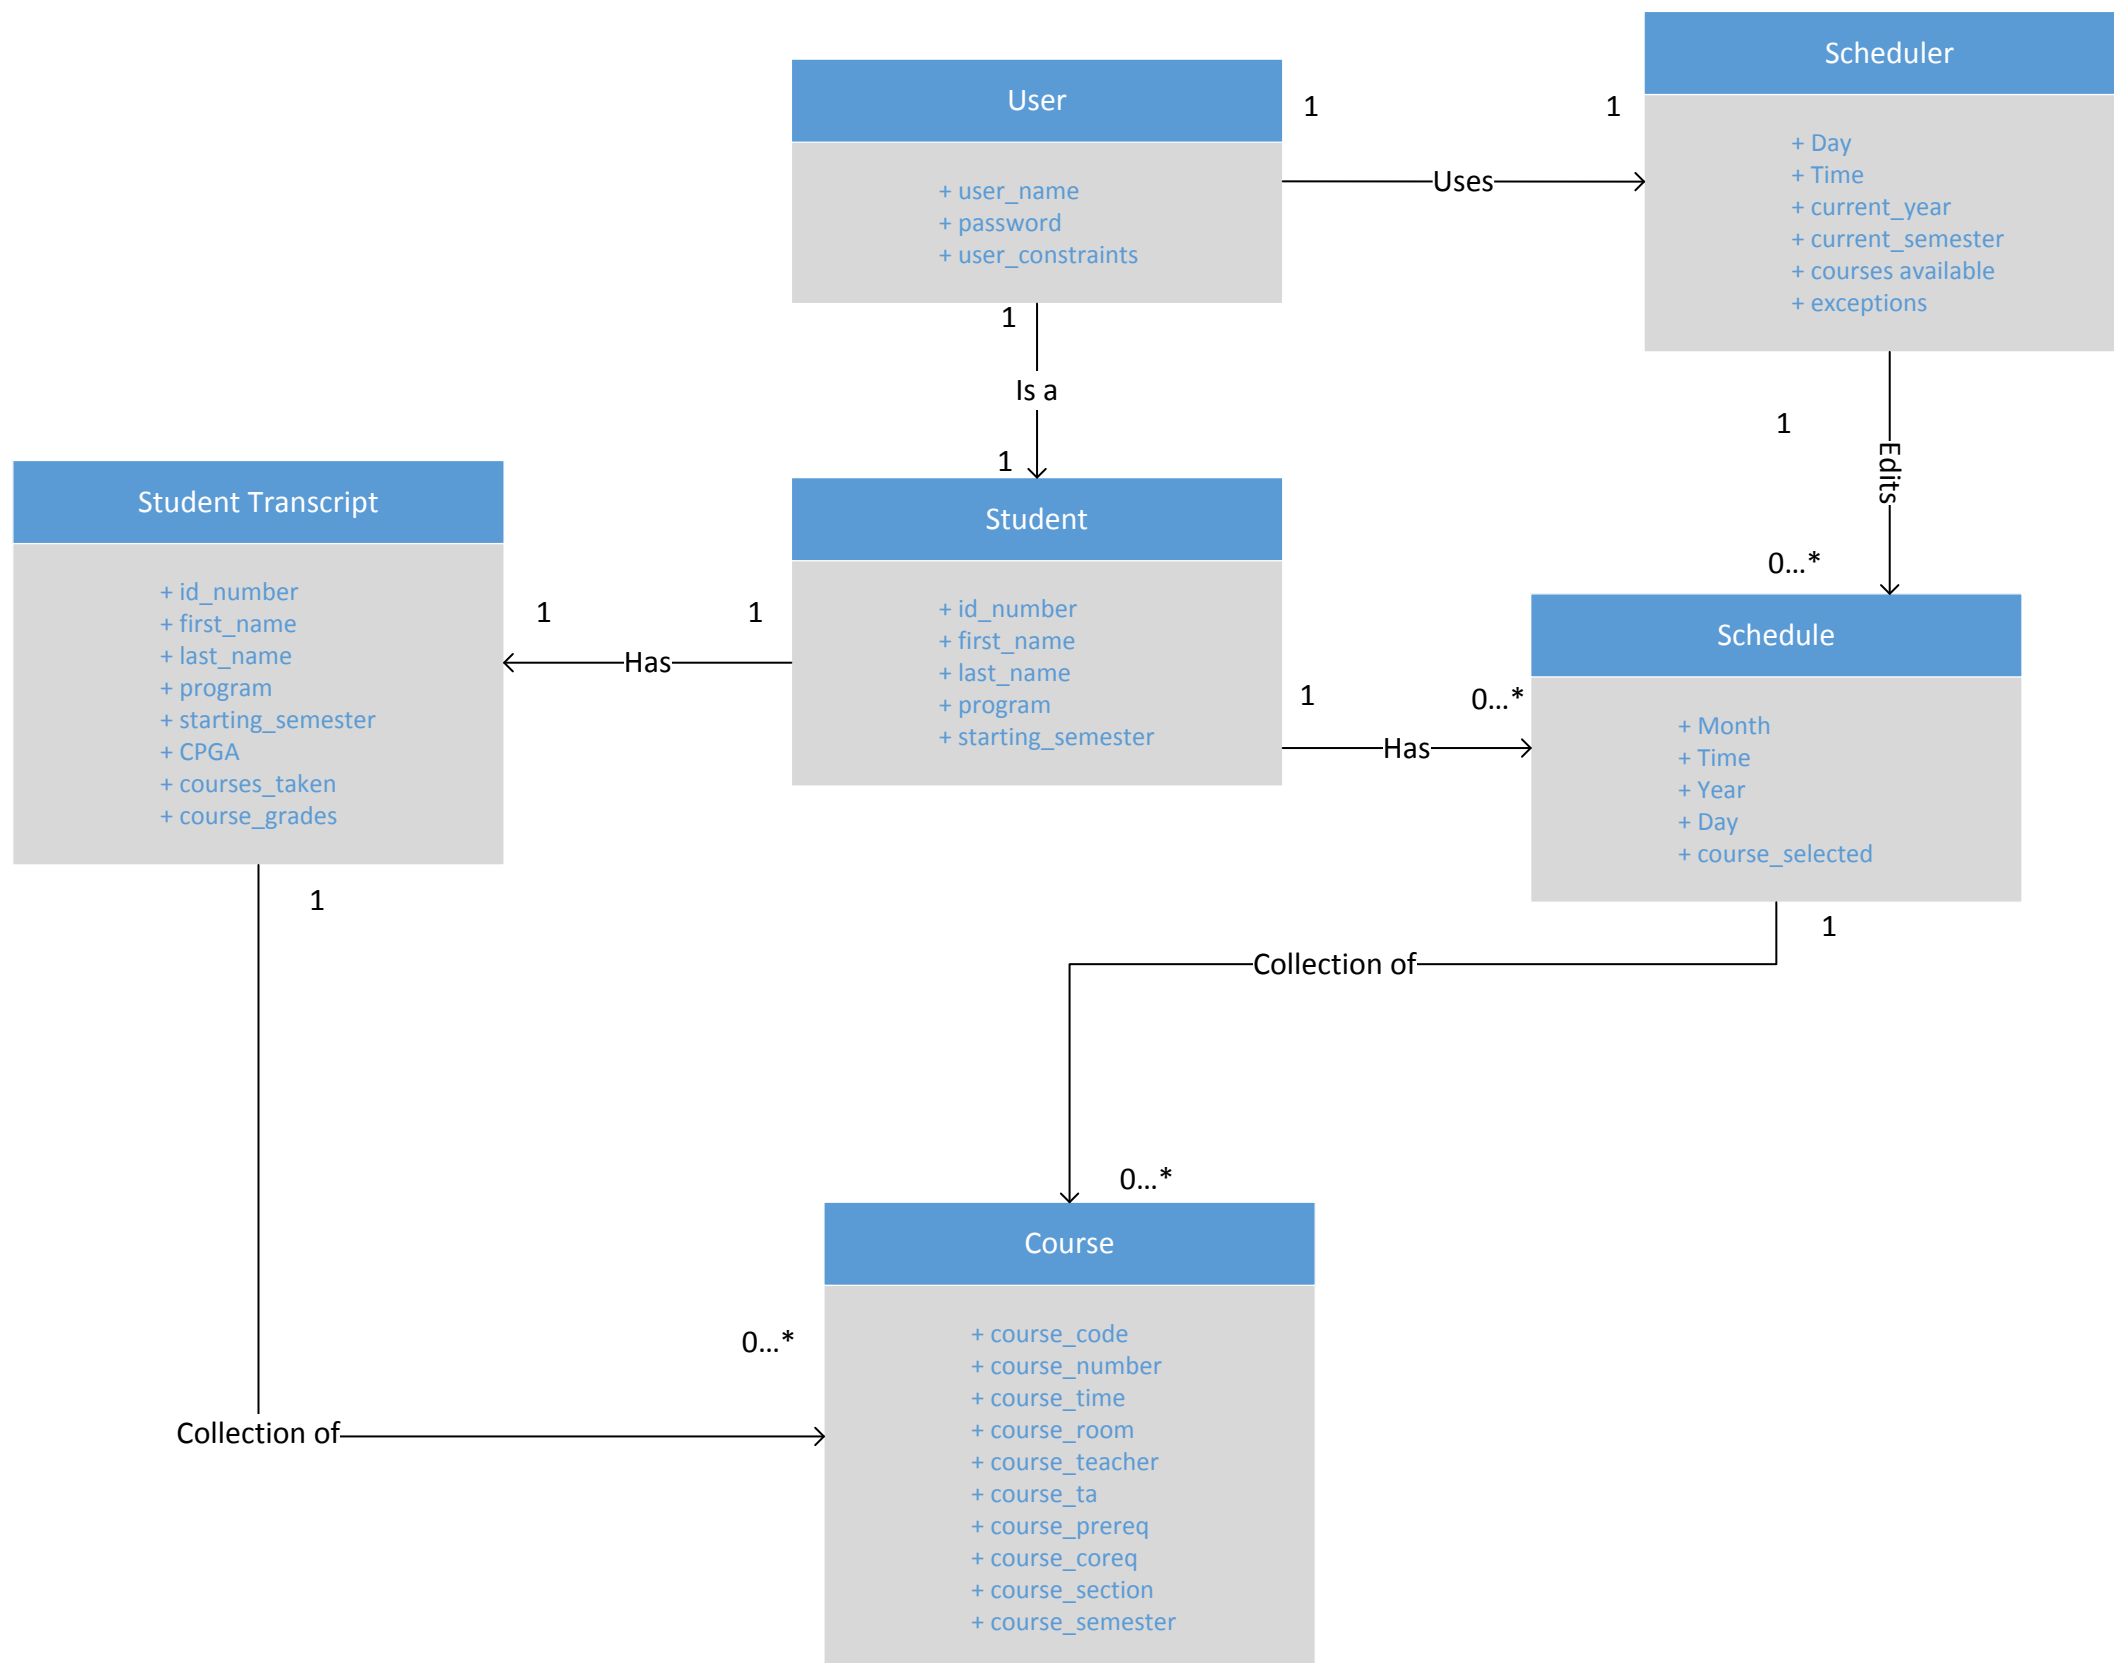 Scheduler
+ Day
+ Time
+ current_year
+ current_semester
+ courses available
+ exceptions
User
+ user_name
+ password
+ user_constraints
1
1
Uses
1
Is a
1
1
Edits
0...*
Student Transcript
+ id_number
+ first_name
+ last_name
+ program
+ starting_semester
+ CPGA
+ courses_taken
+ course_grades
1
1
Has
Student
+ id_number
+ first_name
+ last_name
+ program
+ starting_semester
1
0...*
Has
Schedule
+ Month
+ Time
+ Year
+ Day
+ course_selected
1
1
Collection of
0...*
0...*
Collection of
Course
+ course_code
+ course_number
+ course_time
+ course_room
+ course_teacher
+ course_ta
+ course_prereq
+ course_coreq
+ course_section
+ course_semester